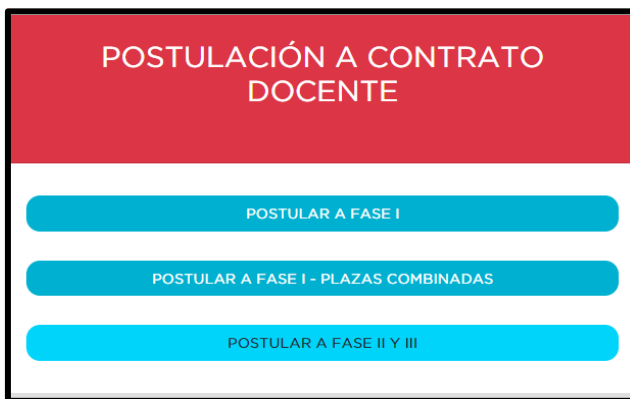 POSTULACIÓN A CONTRATO
DOCENTE
POSTULAR A FASE I
POSTULAR A FASE I - PLAZAS COMBINADAS
POSTULAR A FASE II Y III